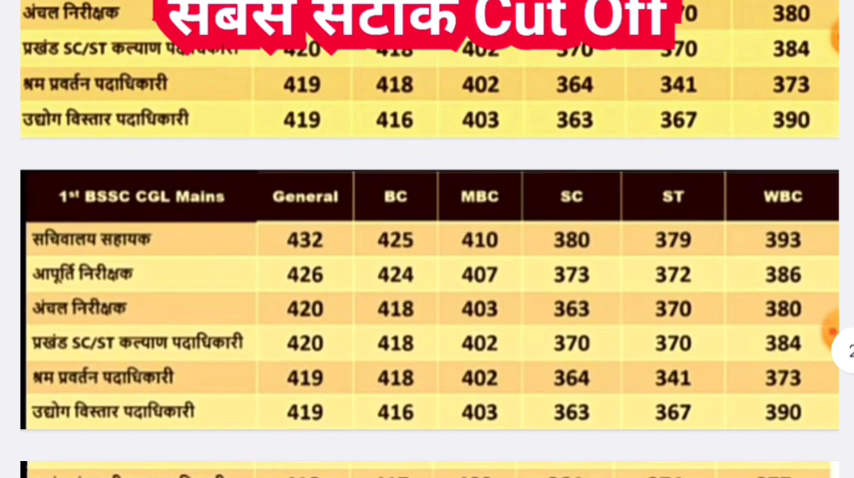 सबसे सटीक Cut Off
अंचल निरीक्षक 380
प्रखंड SC/ST कल्याण 420 418 402 370 370 384
श्रम प्रवर्तन पदाधिकारी 419 418 402 364 341 373
उद्योग विस्तार पदाधिकारी 419 416 403 363 367 390
1st BSSC CGL Mains General BC MBC SC ST WBC
सचिवालय सहायक 432 425 410 380 379 393
आपूर्ति निरीक्षक 426 424 407 373 372 386
अंचल निरीक्षक 420 418 403 363 370 380
प्रखंड SC/ST कल्याण पदाधिकारी 420 418 402 370 370 384
श्रम प्रवर्तन पदाधिकारी 419 418 402 364 341 373
उद्योग विस्तार पदाधिकारी 419 416 403 363 367 390
2